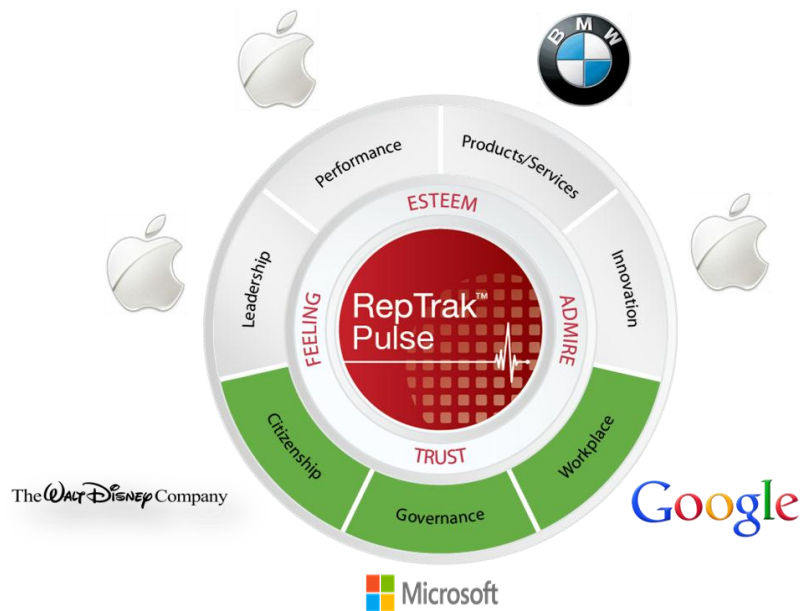 BMW
Performance
Products/Services
ESTEEM
Leadership
Innovation
FEELING
RepTrak™
Pulse
ADMIRE
Citizenship
TRUST
Workplace
The Walt Disney Company
Governance
Google
Microsoft